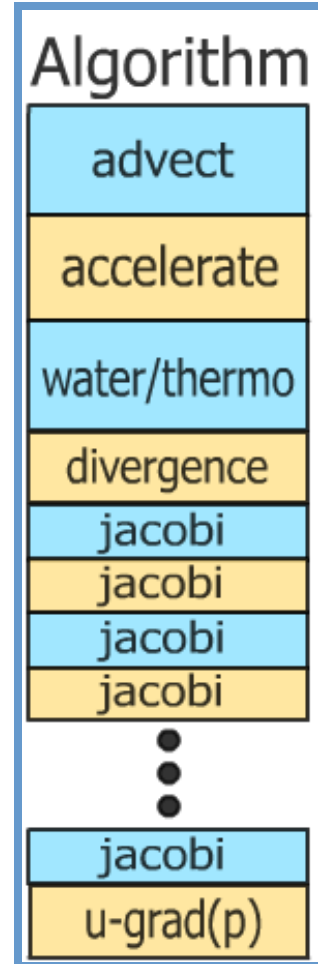 Algorithm
advect
accelerate
water/thermo
divergence
jacobi
jacobi
jacobi
jacobi
jacobi
u-grad(p)